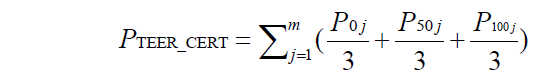 P_TEER_CERT = ∑_{j=1}^{m} (P_{0j}/3 + P_{50j}/3 + P_{100j}/3)